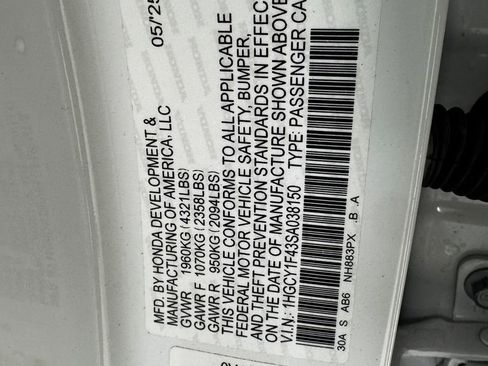 MFD. BY HONDA DEVELOPMENT &
MANUFACTURING OF AMERICA, LLC
05/'25
GVWR 1960KG (4321LBS)
GAWR F 1070KG (2358LBS)
GAWR R 950KG (2094LBS)
THIS VEHICLE CONFORMS TO ALL APPLICABLE
FEDERAL MOTOR VEHICLE SAFETY, BUMPER,
AND THEFT PREVENTION STANDARDS IN EFFEC
ON THE DATE OF MANUFACTURE SHOWN ABOVE
V.I.N.: 1HGCY1F43SA038150 TYPE: PASSENGER CA
30A S AB6 NH883PX .B .A